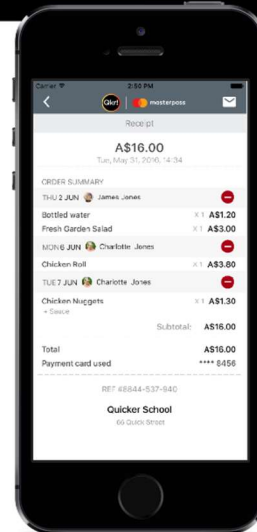 Carrier 2:50 PM
Qkr! masterpass
Receipt
A$16.00
Tue, May 31, 2016, 14:34
ORDER SUMMARY
THU 2 JUN James Jones
Bottled water X 1 A$1.20
Fresh Garden Salad X 1 A$3.00
MON 6 JUN Charlotte Jones
Chicken Roll X 1 A$3.80
TUE 7 JUN Charlotte Jones
Chicken Nuggets X 1 A$1.30
+ Sauce
Subtotal: A$16.00
Total A$16.00
Payment card used **** 8456
REF #8844-537-940
Quicker School
66 Quick Street